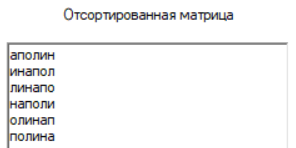 Отсортированная матрица
аполин
инапол
линапо
наполи
олинап
полина